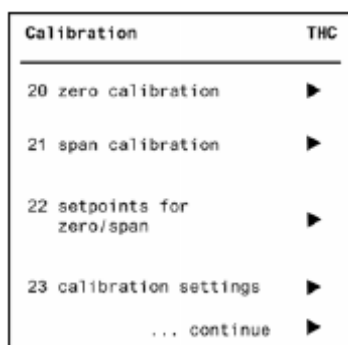 Calibration THC
20 zero calibration ▶
21 span calibration ▶
22 setpoints for
zero/span ▶
23 calibration settings ▶
... continue ▶